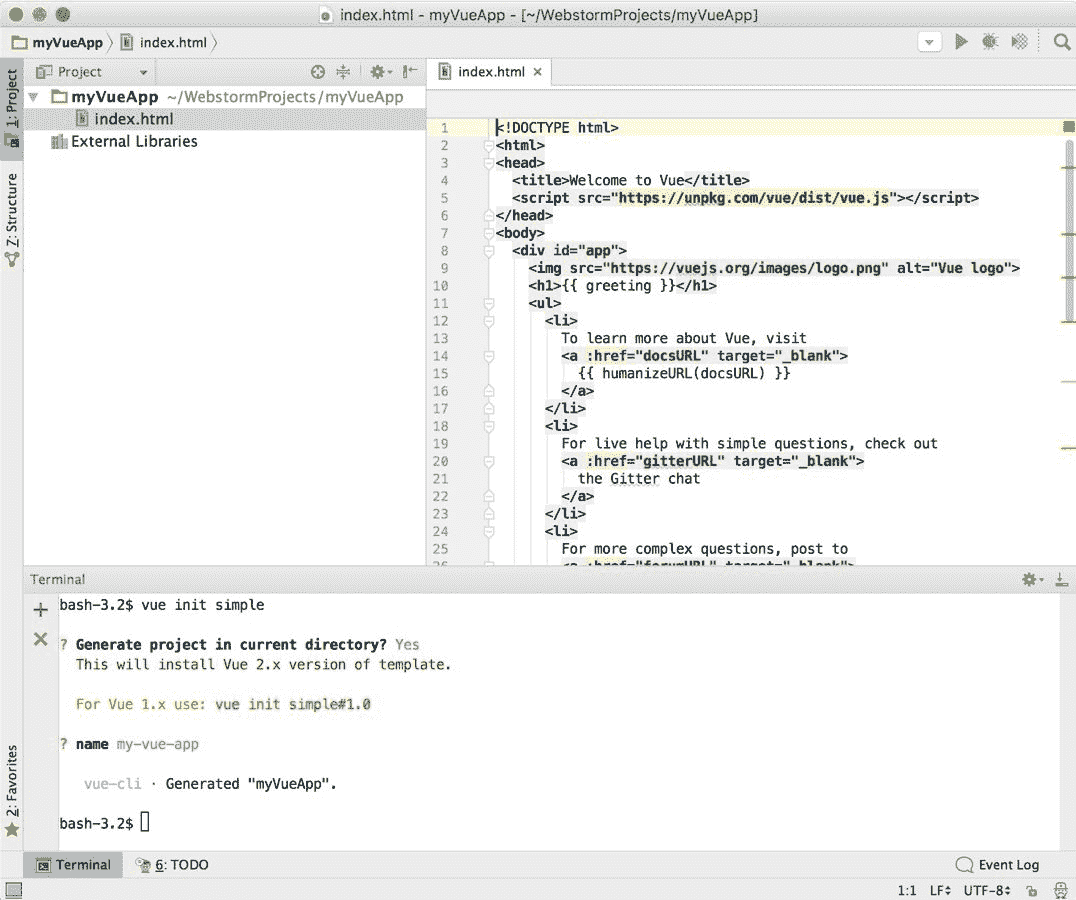 index.html - myVueApp - [~/WebstormProjects/myVueApp]
myVueApp index.html
1: Project
Project
index.html
myVueApp ~/WebstormProjects/myVueApp
index.html
External Libraries
Z: Structure
2: Favorites
1 <!DOCTYPE html>
2 <html>
3 <head>
4 <title>Welcome to Vue</title>
5 <script src="https://unpkg.com/vue/dist/vue.js"></script>
6 </head>
7 <body>
8 <div id="app">
9 <img src="https://vuejs.org/images/logo.png" alt="Vue logo">
10 <h1>{{ greeting }}</h1>
11 <ul>
12 <li>
13 To learn more about Vue, visit
14 <a :href="docsURL" target="_blank">
15 {{ humanizeURL(docsURL) }}
16 </a>
17 </li>
18 <li>
19 For live help with simple questions, check out
20 <a :href="gitterURL" target="_blank">
21 the Gitter chat
22 </a>
23 </li>
24 <li>
25 For more complex questions, post to
26 <a :href="forumURL" target="_blank">
Terminal
bash-3.2$ vue init simple
? Generate project in current directory? Yes
This will install Vue 2.x version of template.
For Vue 1.x use: vue init simple#1.0
? name my-vue-app
vue-cli · Generated "myVueApp".
bash-3.2$
Terminal 6: TODO Event Log
1:1 LF UTF-8